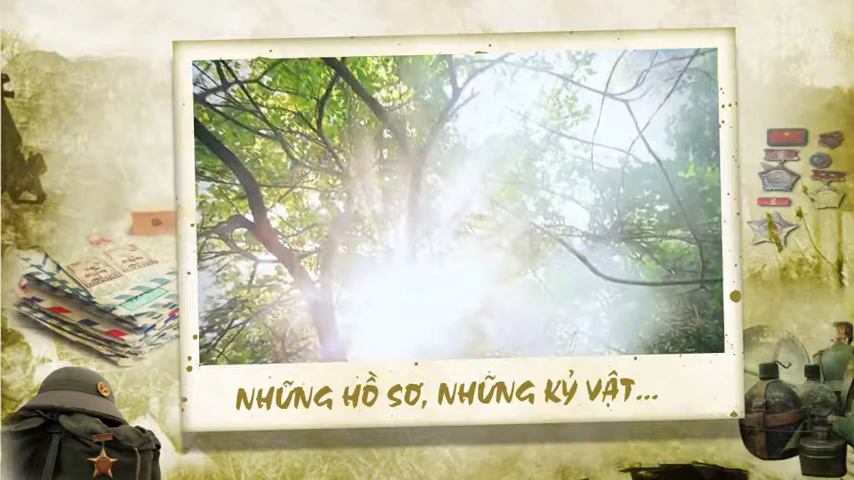 NHỮNG HỒ SƠ, NHỮNG KỶ VẬT...